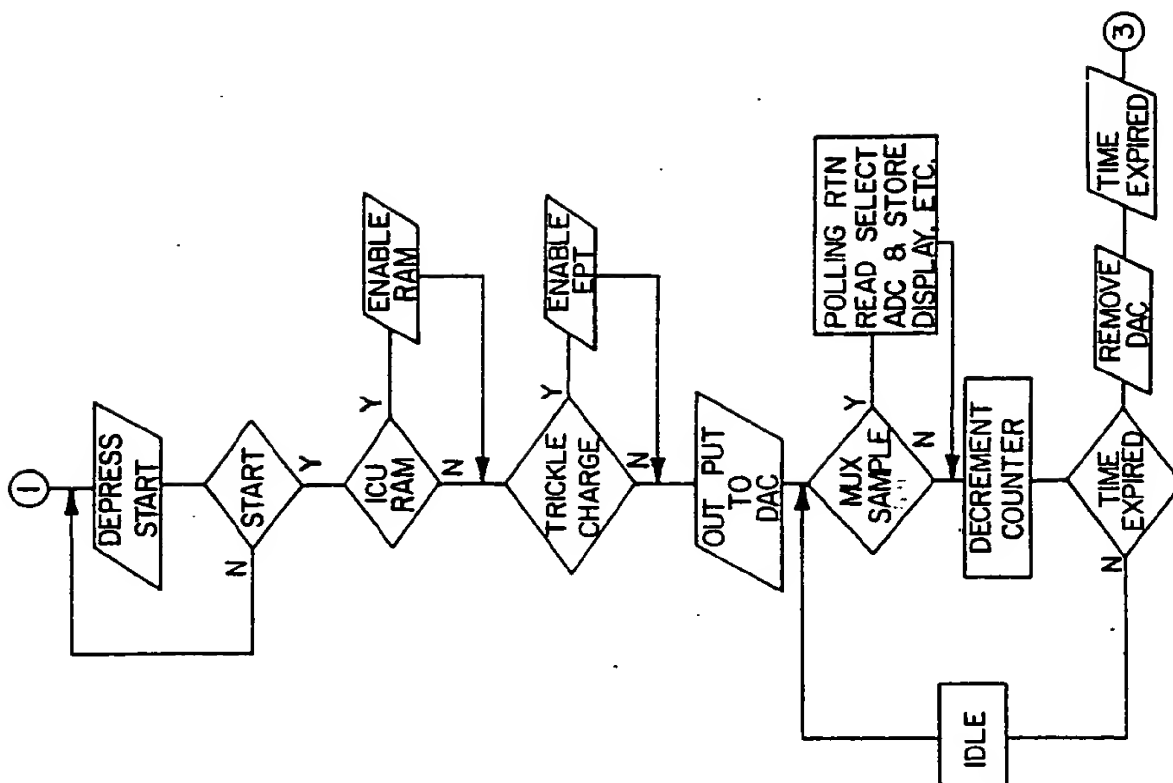 1
DEPRESS
START
START
N
Y
ICU
RAM
Y
N
ENABLE
RAM
TRICKLE
CHARGE
Y
N
ENABLE
EPT
OUT PUT
TO
DAC
MUX
SAMPLE
Y
N
POLLING RTN
READ SELECT
ADC & STORE
DISPLAY, ETC.
DECREMENT
COUNTER
TIME
EXPIRED
N
Y
IDLE
REMOVE
DAC
TIME
EXPIRED
3